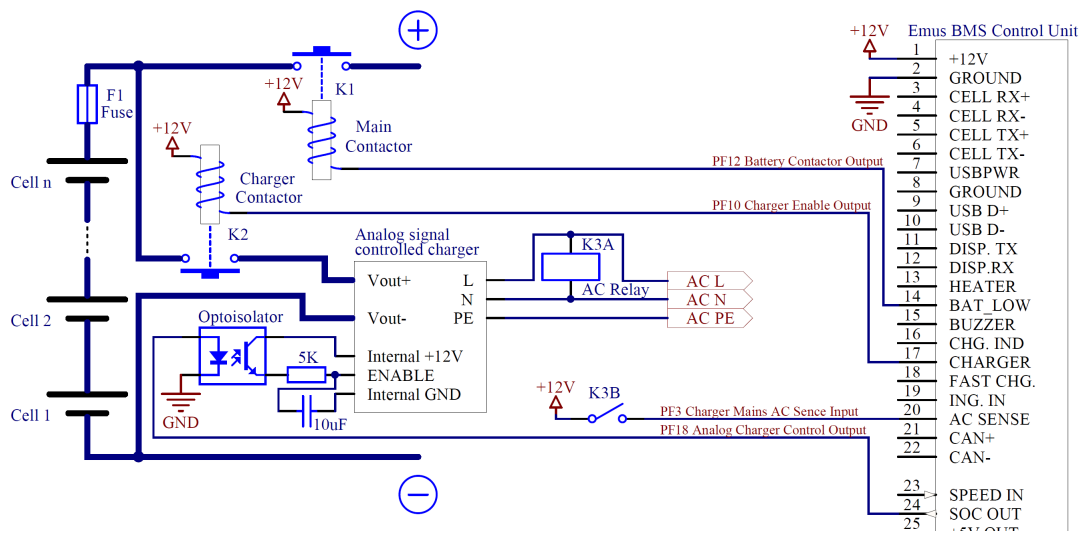 Emus BMS Control Unit
+12V
1 +12V
2 GROUND
3 CELL RX+
GND
4 CELL RX-
5 CELL TX+
6 CELL TX-
7 USBPWR
8 GROUND
9 USB D+
10 USB D-
11 DISP. TX
12 DISP.RX
13 HEATER
14 BAT_LOW
15 BUZZER
16 CHG. IND
17 CHARGER
18 FAST CHG.
19 ING. IN
20 AC SENSE
21 CAN+
22 CAN-
23 SPEED IN
24 SOC OUT
25 +5V OUT
+
F1
Fuse
+12V
K1
Main
Contactor
+12V
Charger
Contactor
K2
PF12 Battery Contactor Output
PF10 Charger Enable Output
Cell n
Cell 2
Cell 1
Analog signal
controlled charger
Vout+
Vout-
Internal +12V
ENABLE
Internal GND
L
N
PE
K3A
AC Relay
AC L
AC N
AC PE
Optoisolator
5K
10uF
GND
+12V
K3B
PF3 Charger Mains AC Sence Input
PF18 Analog Charger Control Output
−